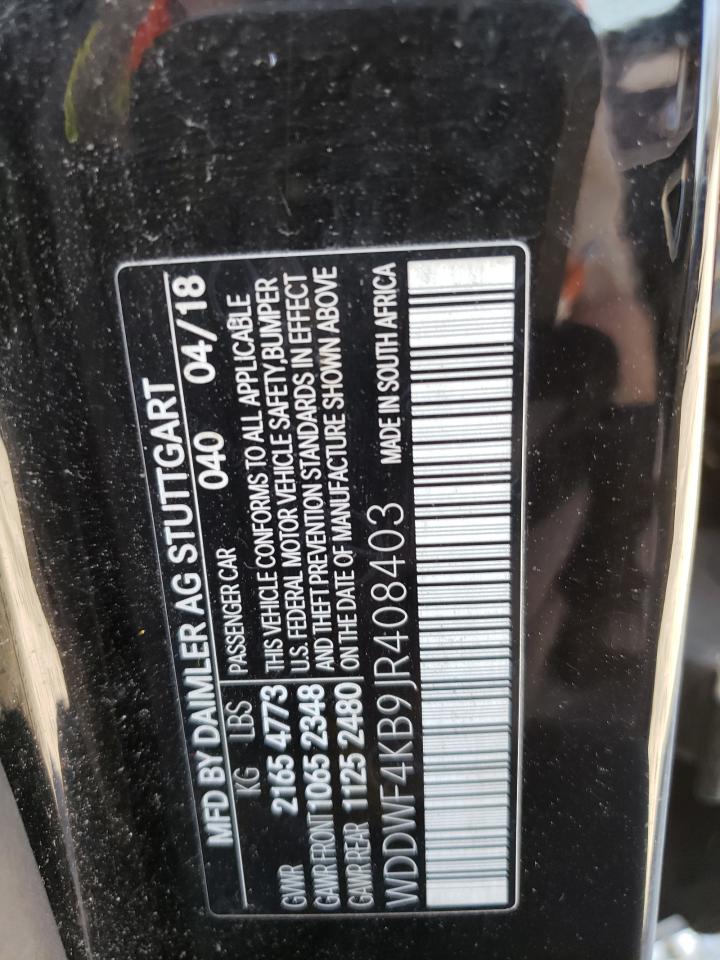 MFD BY DAIMLER AG STUTTGART
040 04/18
KG LBS PASSENGER CAR
GWR 2165 4773 THIS VEHICLE CONFORMS TO ALL APPLICABLE
GAWR FRONT 1065 2348 U.S. FEDERAL MOTOR VEHICLE SAFETY, BUMPER
GAWR REAR 1125 2480 AND THEFT PREVENTION STANDARDS IN EFFECT
ON THE DATE OF MANUFACTURE SHOWN ABOVE
WDDWF4KB9JR408403 MADE IN SOUTH AFRICA